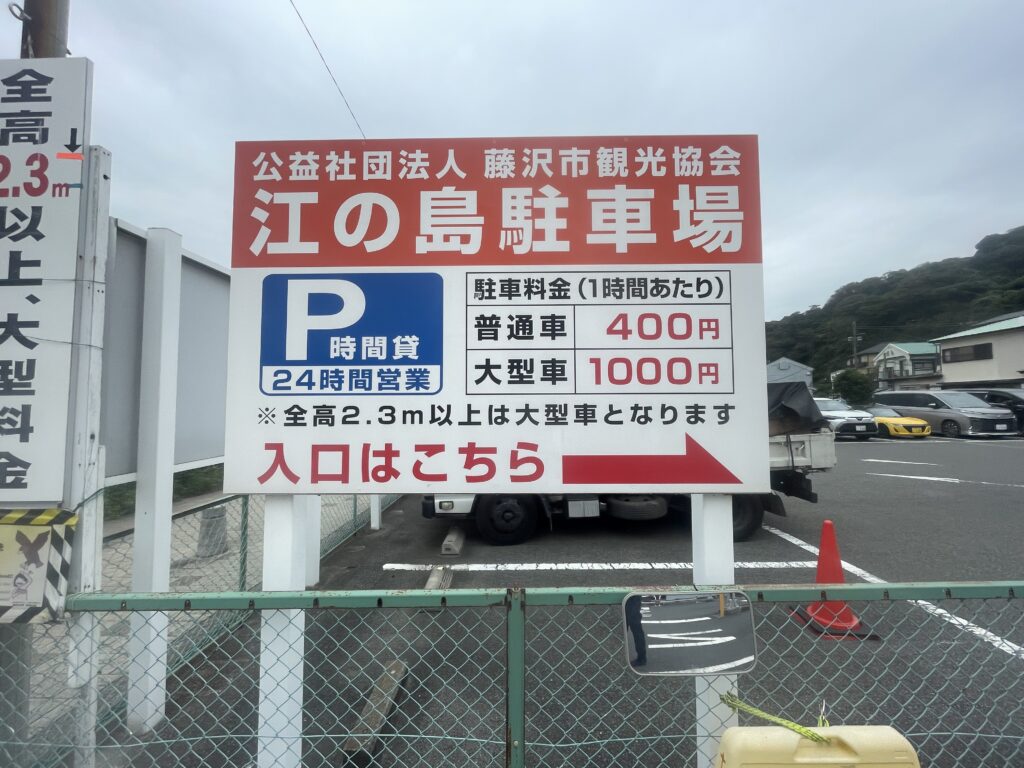 全高
2.3m
以上、大型料金
公益社団法人 藤沢市観光協会
江の島駐車場
P 時間貸
24時間営業
駐車料金(1時間あたり)
普通車 400円
大型車 1000円
※全高2.3m以上は大型車となります
入口はこちら